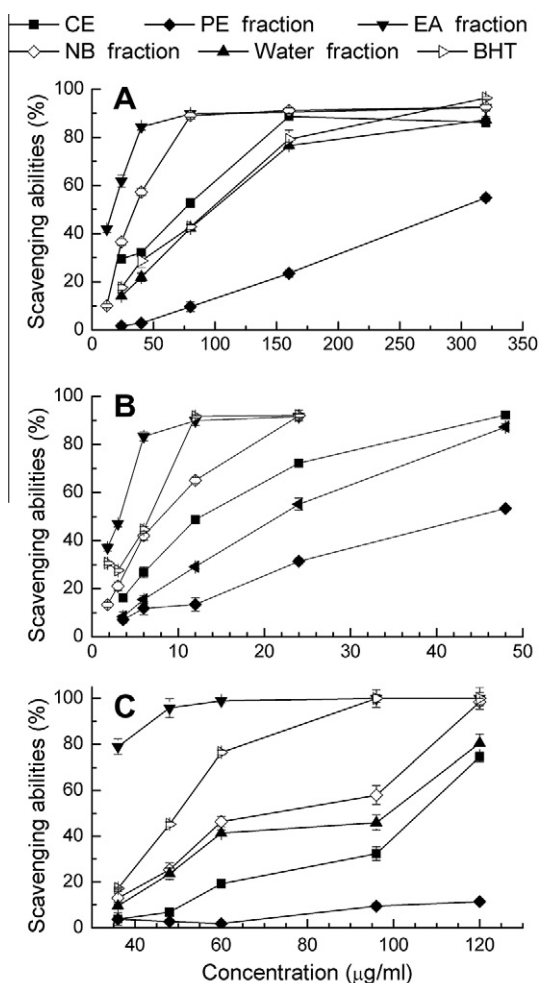 CE PE fraction EA fraction
NB fraction Water fraction BHT
A
Scavenging abilities (%)
100
80
60
40
20
0
0 50 100 150 200 250 300 350
B
Scavenging abilities (%)
100
80
60
40
20
0
0 10 20 30 40 50
C
Scavenging abilities (%)
100
80
60
40
20
0
40 60 80 100 120
Concentration (μg/ml)